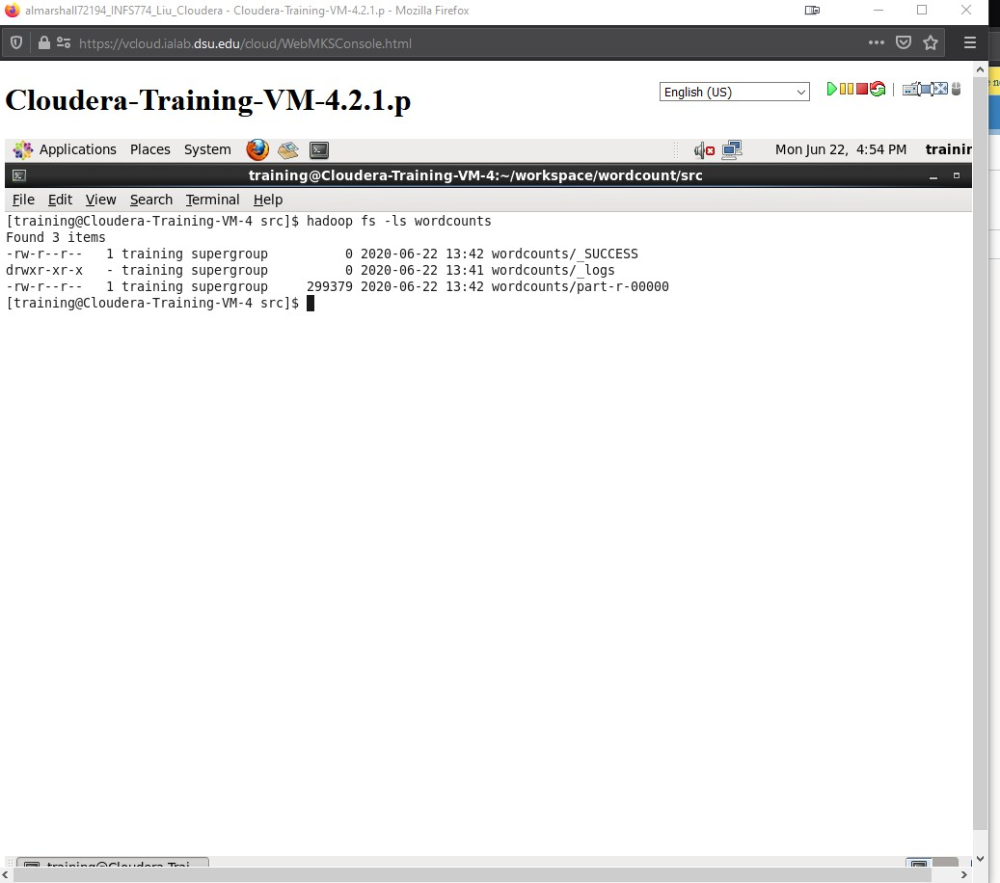 almarshall72194_INFS774_Liu_Cloudera - Cloudera-Training-VM-4.2.1.p - Mozilla Firefox
https://vcloud.ialab.dsu.edu/cloud/WebMKSConsole.html
Cloudera-Training-VM-4.2.1.p
English (US)
Applications Places System Mon Jun 22, 4:54 PM trainin
training@Cloudera-Training-VM-4:~/workspace/wordcount/src
File Edit View Search Terminal Help
[training@Cloudera-Training-VM-4 src]$ hadoop fs -ls wordcounts
Found 3 items
-rw-r--r--   1 training supergroup          0 2020-06-22 13:42 wordcounts/_SUCCESS
drwxr-xr-x   - training supergroup          0 2020-06-22 13:41 wordcounts/_logs
-rw-r--r--   1 training supergroup     299379 2020-06-22 13:42 wordcounts/part-r-00000
[training@Cloudera-Training-VM-4 src]$
training@Cloudera-Trai